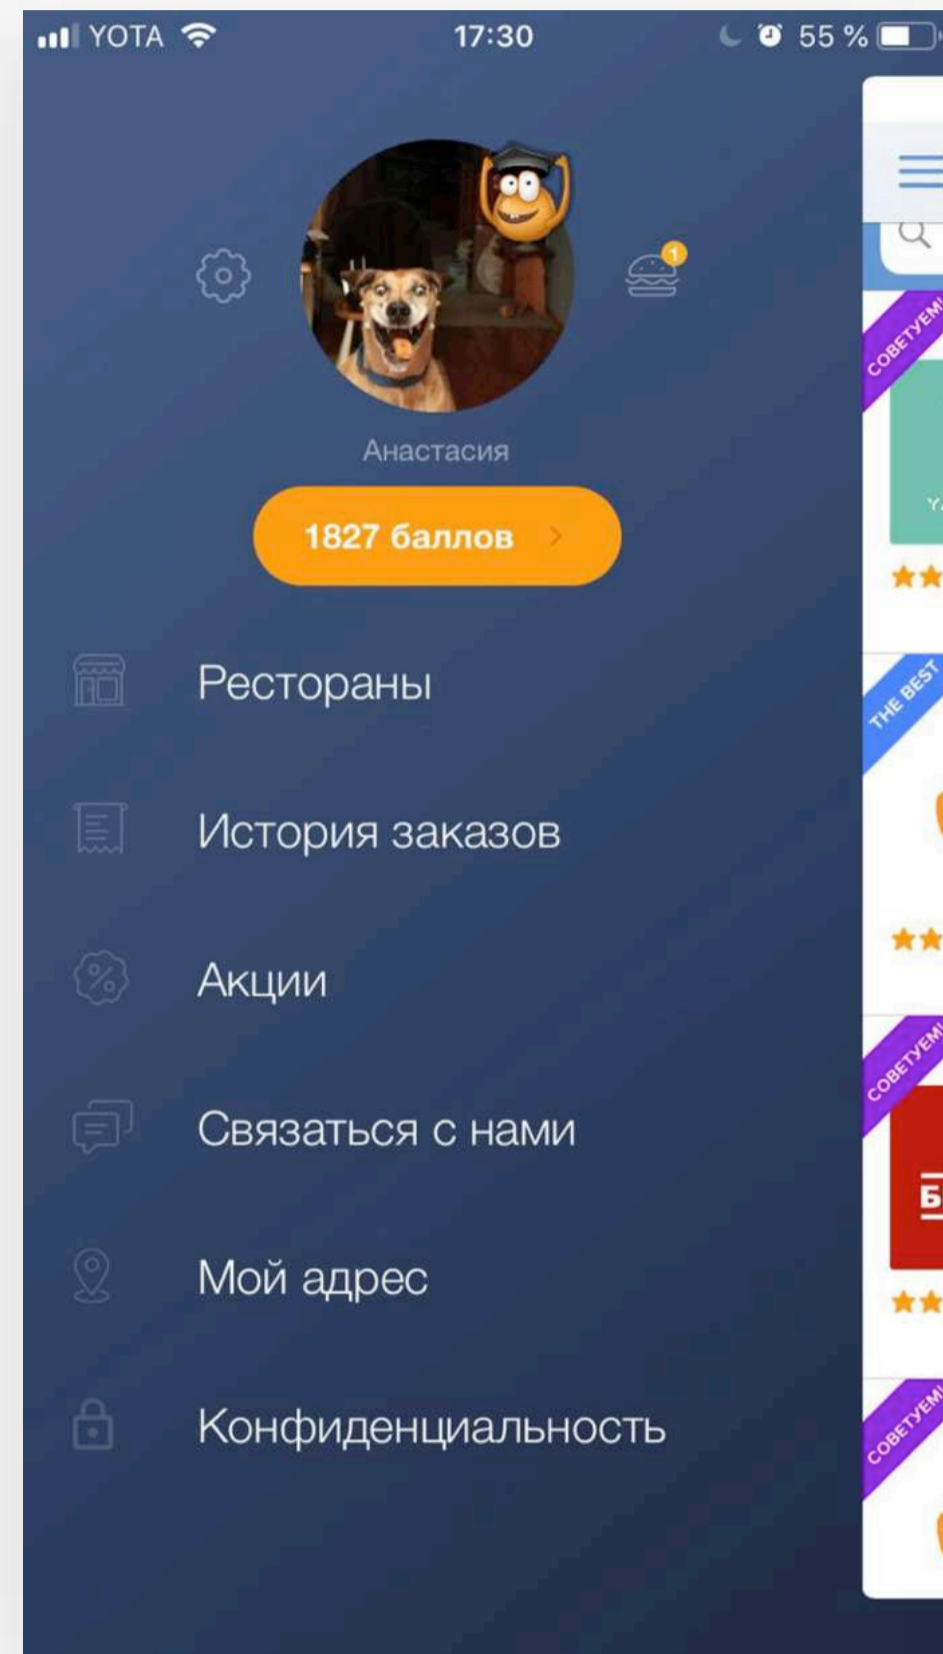 YOTA 17:30 55 %
1
Анастасия
1827 баллов
Рестораны
История заказов
Акции
Связаться с нами
Мой адрес
Конфиденциальность
СОВЕТУЕМ!
THE BEST
СОВЕТУЕМ!
СОВЕТУЕМ!